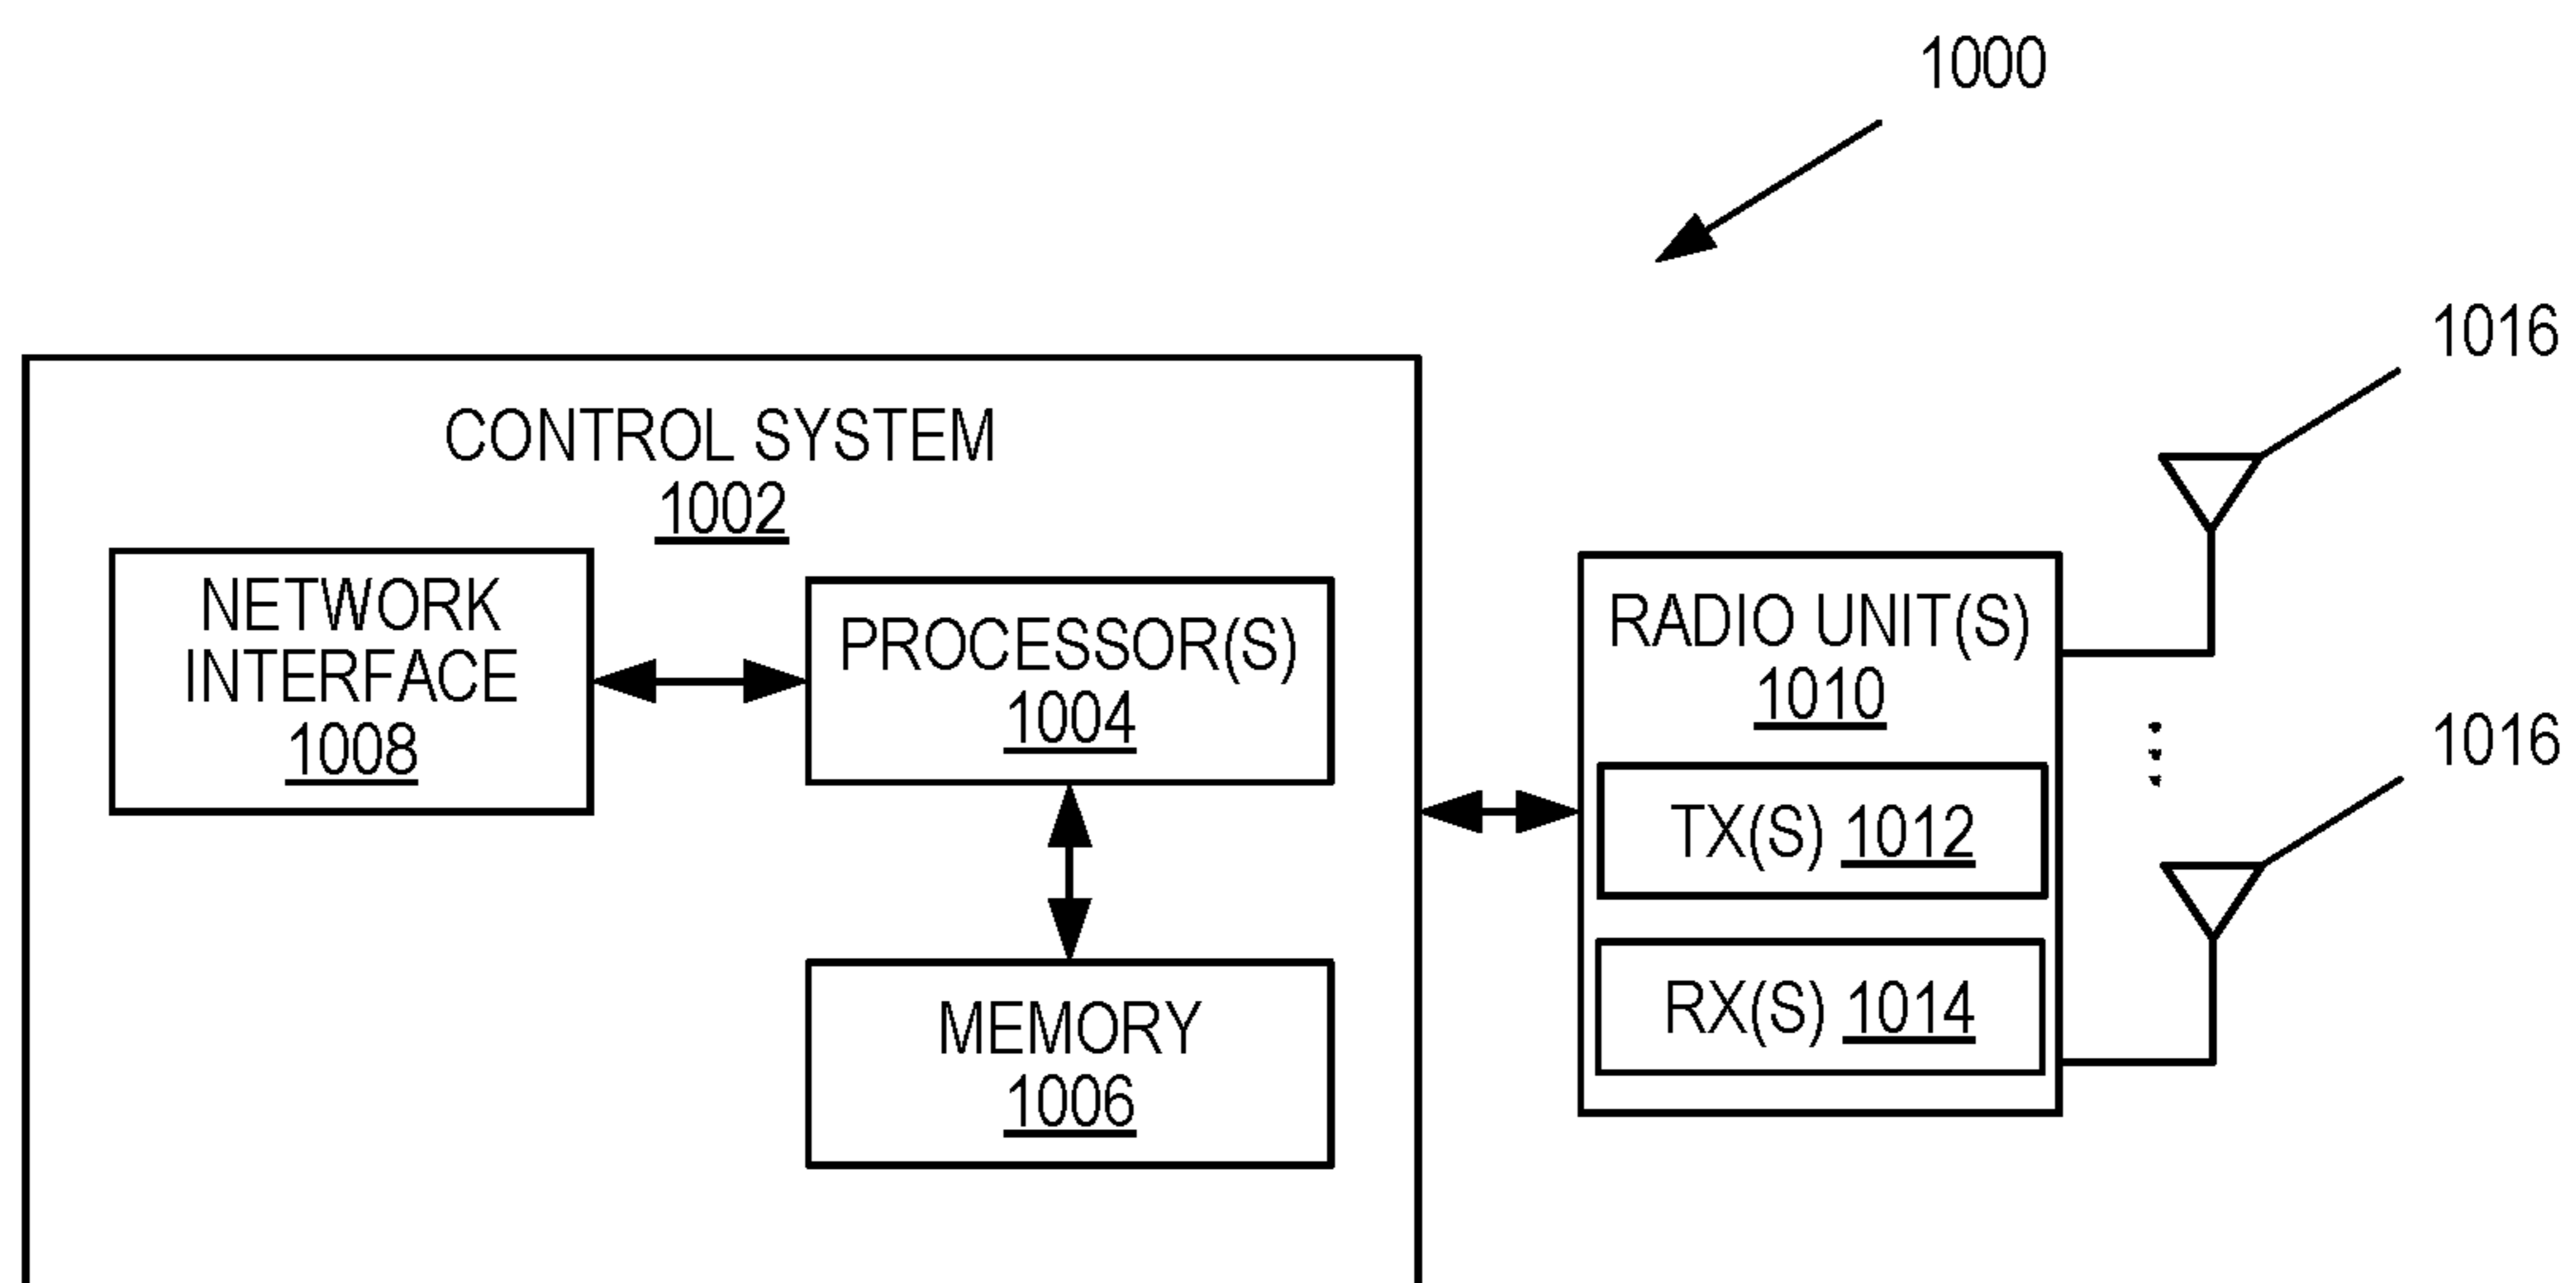 1000
1016
CONTROL SYSTEM
1002
NETWORK
INTERFACE
1008
PROCESSOR(S)
1004
MEMORY
1006
RADIO UNIT(S)
1010
TX(S) 1012
RX(S) 1014
1016